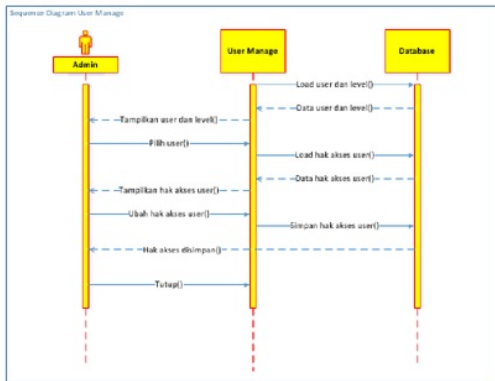 Sequence Diagram User Manage
Admin
User Manage
Database
Load user dan level()
Data user dan level()
Tampilkan user dan level()
Pilih user()
Load hak akses user()
Data hak akses user()
Tampilkan hak akses user()
Ubah hak akses user()
Simpan hak akses user()
Hak akses disimpan()
Tutup()